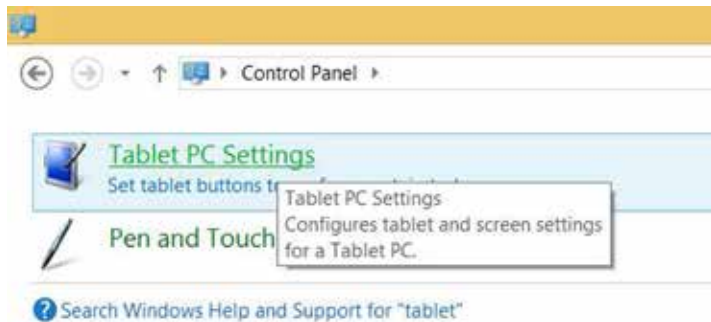 Control Panel
Tablet PC Settings
Set tablet buttons
Tablet PC Settings
Configures tablet and screen settings
for a Tablet PC.
Pen and Touch
Search Windows Help and Support for "tablet"